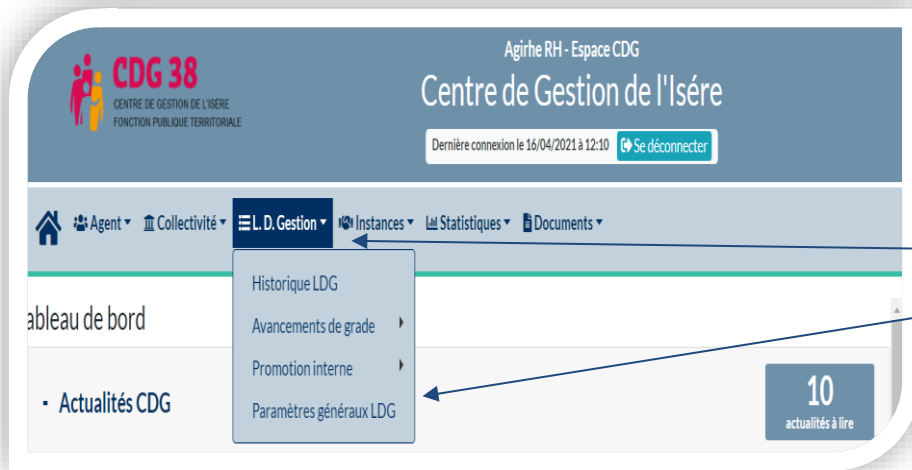 CDG 38
CENTRE DE GESTION DE L'ISERE
FONCTION PUBLIQUE TERRITORIALE
Agirhe RH - Espace CDG
Centre de Gestion de l'Isére
Dernière connexion le 16/04/2021 à 12:10 Se déconnecter
Agent Collectivité L. D. Gestion Instances Statistiques Documents
Historique LDG
Avancements de grade
Promotion interne
Paramètres généraux LDG
ableau de bord
Actualités CDG
10
actualités à lire